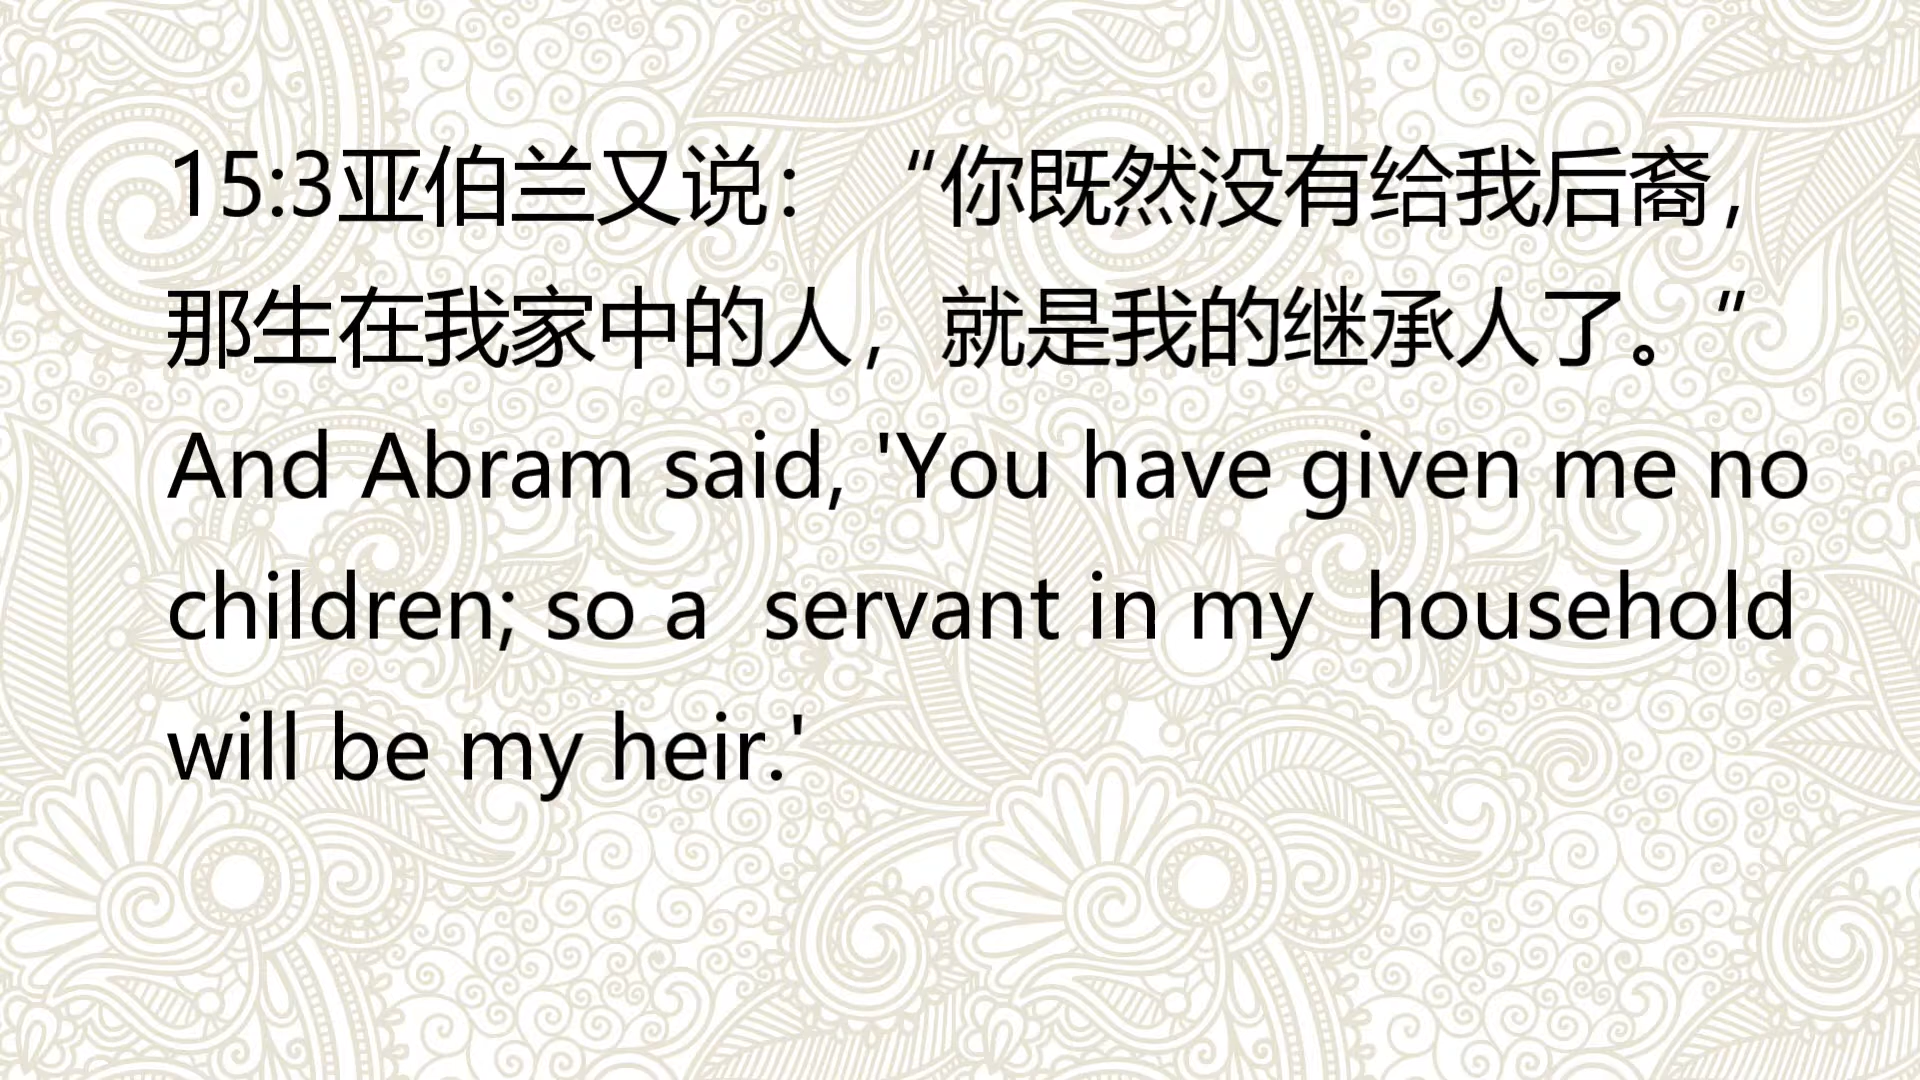 15:3亚伯兰又说： “你既然没有给我后裔，
那生在我家中的人，就是我的继承人了。”
And Abram said, 'You have given me no
children; so a  servant in my  household
will be my heir.'